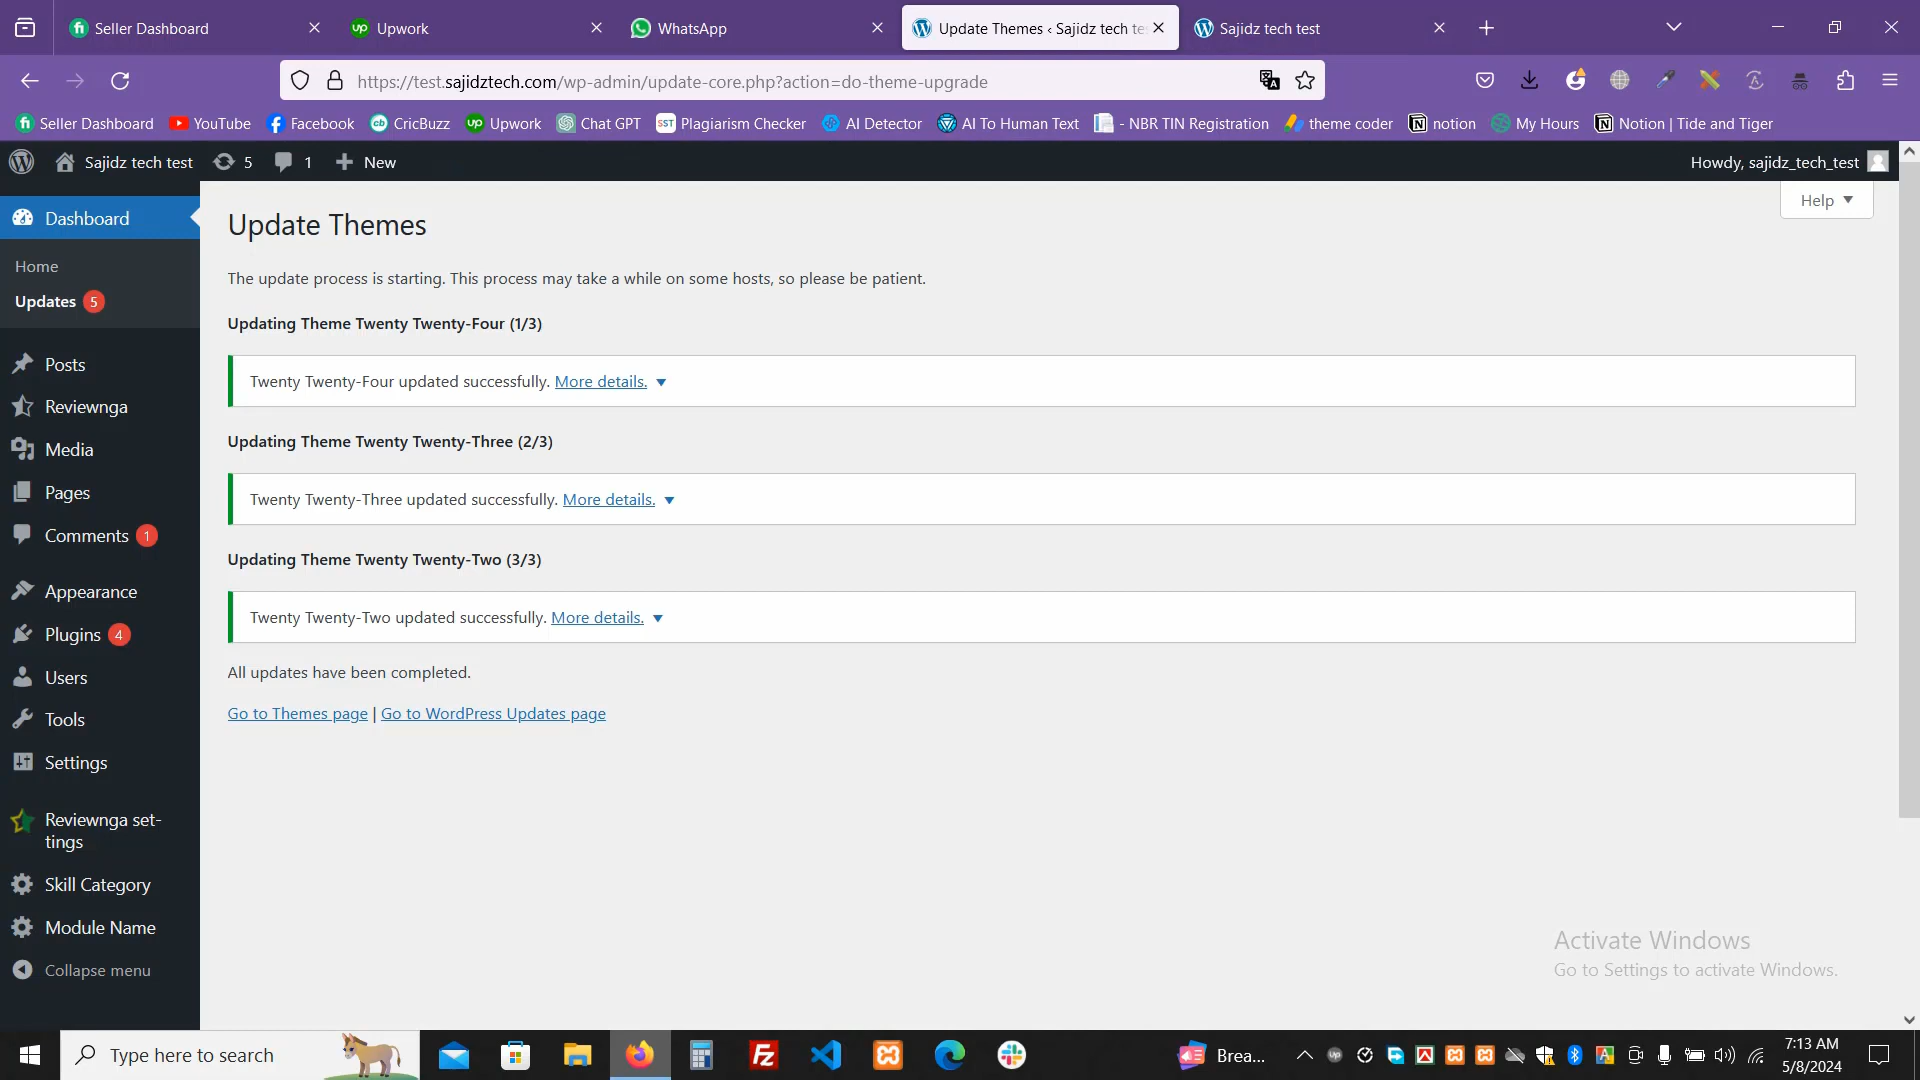 Seller Dashboard
Upwork
WhatsApp
Update Themes ‹ Sajidz tech te
Sajidz tech test
https://test.sajidztech.com/wp-admin/update-core.php?action=do-theme-upgrade
Seller Dashboard YouTube Facebook CricBuzz Upwork Chat GPT Plagiarism Checker AI Detector AI To Human Text - NBR TIN Registration theme coder notion My Hours Notion | Tide and Tiger
Sajidz tech test 5 1 New
Howdy, sajidz_tech_test
Help
Dashboard
Home
Updates 5
Posts
Reviewnga
Media
Pages
Comments 1
Appearance
Plugins 4
Users
Tools
Settings
Reviewnga set-
tings
Skill Category
Module Name
Collapse menu
Update Themes
The update process is starting. This process may take a while on some hosts, so please be patient.
Updating Theme Twenty Twenty-Four (1/3)
Twenty Twenty-Four updated successfully. More details.
Updating Theme Twenty Twenty-Three (2/3)
Twenty Twenty-Three updated successfully. More details.
Updating Theme Twenty Twenty-Two (3/3)
Twenty Twenty-Two updated successfully. More details.
All updates have been completed.
Go to Themes page | Go to WordPress Updates page
Activate Windows
Go to Settings to activate Windows.
Type here to search
Brea...
7:13 AM
5/8/2024